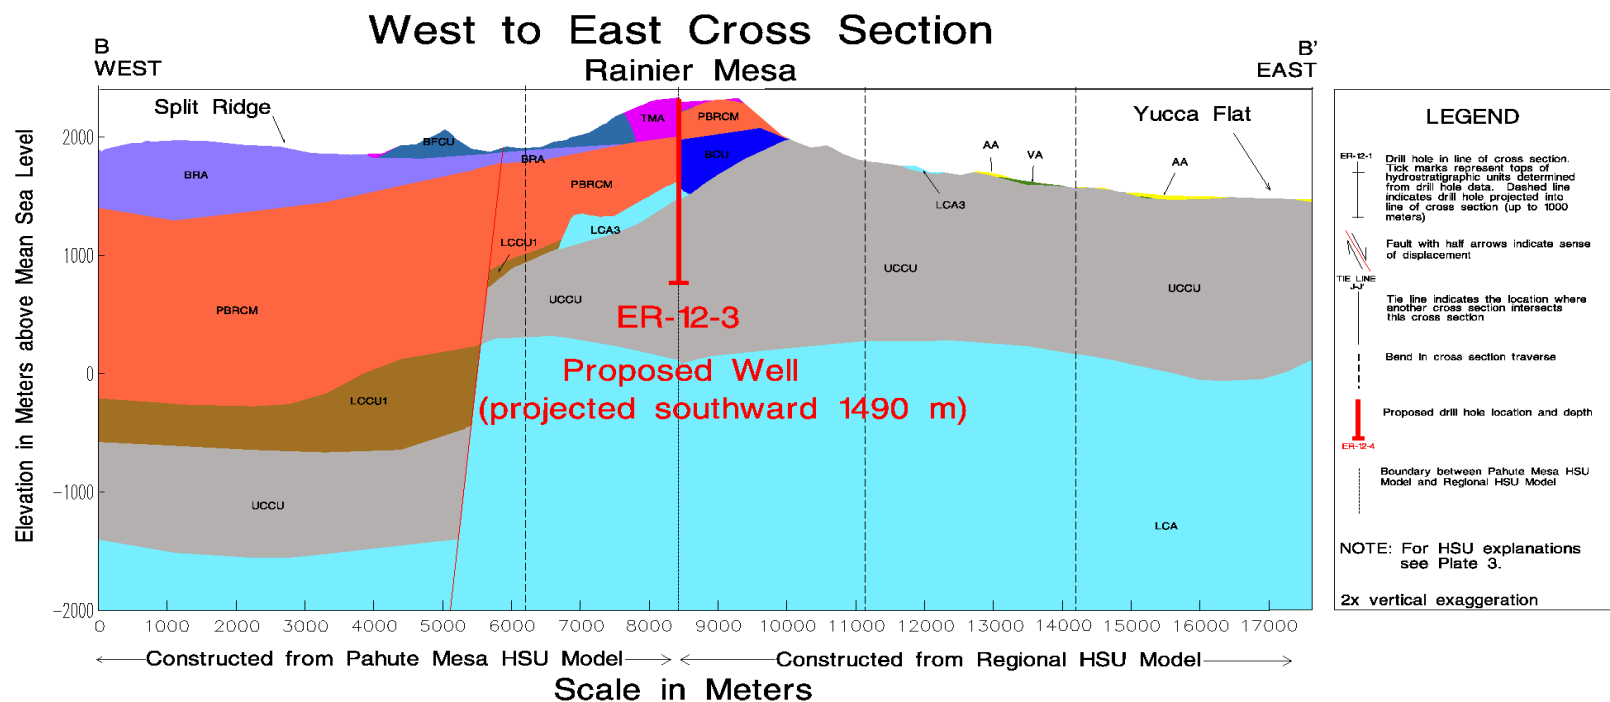 West to East Cross Section
Rainier Mesa
B
WEST
B'
EAST
Split Ridge
Yucca Flat
Elevation in Meters above Mean Sea Level
2000
1000
0
−1000
−2000
BRA
BFCU
TMA
PBRCM
BCU
BRA
PBRCM
LCCU1
LCA3
UCCU
PBRCM
LCCU1
UCCU
AA
VA
AA
LCA3
UCCU
UCCU
LCA
ER-12-3
Proposed Well
(projected southward 1490 m)
0 1000 2000 3000 4000 5000 6000 7000 8000 9000 10000 11000 12000 13000 14000 15000 16000 17000
Constructed from Pahute Mesa HSU Model
Constructed from Regional HSU Model
Scale in Meters
LEGEND
ER-12-1
Drill hole in line of cross section.
Tick marks represent tops of
hydrostratigraphic units determined
from drill hole data. Dashed line
indicates drill hole projected into
line of cross section (up to 1000
meters)
Fault with half arrows indicate sense
of displacement
TIE LINE
J-J'
Tie line indicates the location where
another cross section intersects
this cross section
Bend in cross section traverse
Proposed drill hole location and depth
ER-12-4
Boundary between Pahute Mesa HSU
Model and Regional HSU Model
NOTE: For HSU explanations
see Plate 3.
2x vertical exaggeration